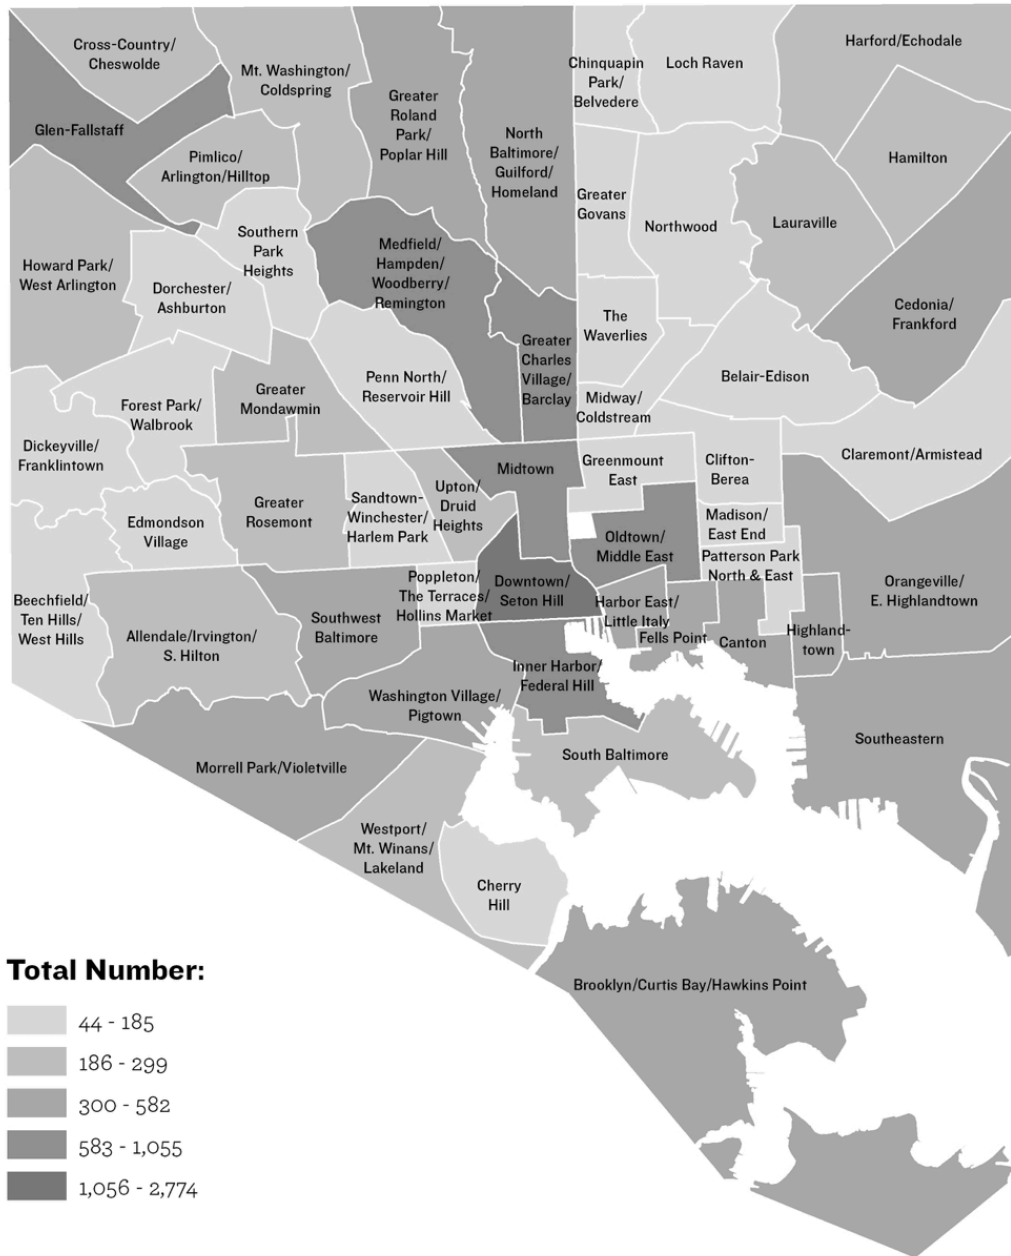 Cross-Country/
Cheswolde
Mt. Washington/
Coldspring
Greater
Roland
Park/
Poplar Hill
North
Baltimore/
Guilford/
Homeland
Chinquapin
Park/
Belvedere
Loch Raven
Harford/Echodale
Glen-Fallstaff
Pimlico/
Arlington/Hilltop
Hamilton
Greater
Govans
Northwood
Lauraville
Southern
Park
Heights
Medfield/
Hampden/
Woodberry/
Remington
Howard Park/
West Arlington
Dorchester/
Ashburton
Cedonia/
Frankford
The
Waverlies
Greater
Charles
Village/
Barclay
Penn North/
Reservoir Hill
Belair-Edison
Greater
Mondawmin
Forest Park/
Walbrook
Midway/
Coldstream
Dickeyville/
Franklintown
Claremont/Armistead
Midtown
Greenmount
East
Clifton-
Berea
Upton/
Druid
Heights
Sandtown-
Winchester/
Harlem Park
Greater
Rosemont
Edmondson
Village
Madison/
East End
Oldtown/
Middle East
Patterson Park
North & East
Orangeville/
E. Highlandtown
Poppleton/
The Terraces/
Hollins Market
Downtown/
Seton Hill
Harbor East/
Little Italy
Fells Point
Canton
Highland-
town
Beechfield/
Ten Hills/
West Hills
Allendale/Irvington/
S. Hilton
Southwest
Baltimore
Inner Harbor/
Federal Hill
Washington Village/
Pigtown
South Baltimore
Southeastern
Morrell Park/Violetville
Westport/
Mt. Winans/
Lakeland
Cherry
Hill
Brooklyn/Curtis Bay/Hawkins Point
Total Number:
44 - 185
186 - 299
300 - 582
583 - 1,055
1,056 - 2,774